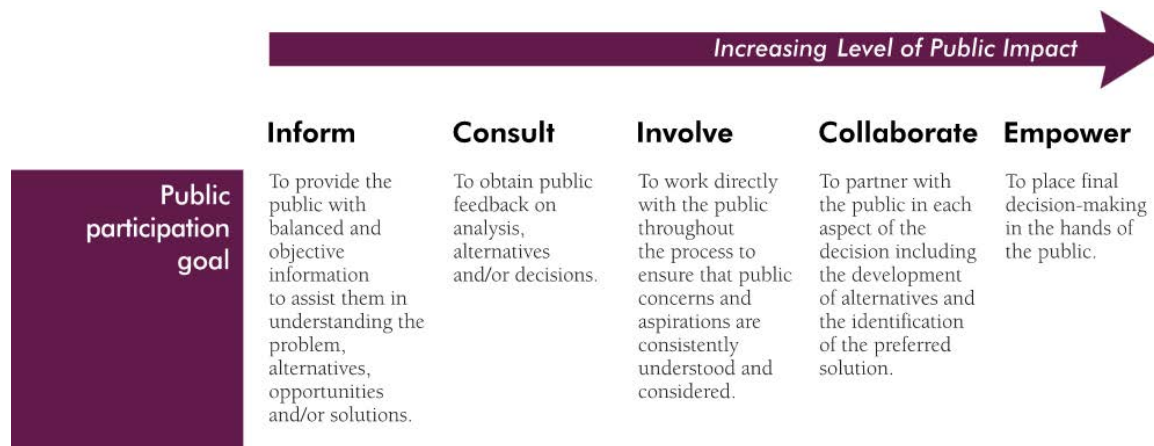 Increasing Level of Public Impact
Inform
Consult
Involve
Collaborate
Empower
Public
participation
goal
To provide the
public with
balanced and
objective
information
to assist them in
understanding the
problem,
alternatives,
opportunities
and/or solutions.
To obtain public
feedback on
analysis,
alternatives
and/or decisions.
To work directly
with the public
throughout
the process to
ensure that public
concerns and
aspirations are
consistently
understood and
considered.
To partner with
the public in each
aspect of the
decision including
the development
of alternatives and
the identification
of the preferred
solution.
To place final
decision-making
in the hands of
the public.